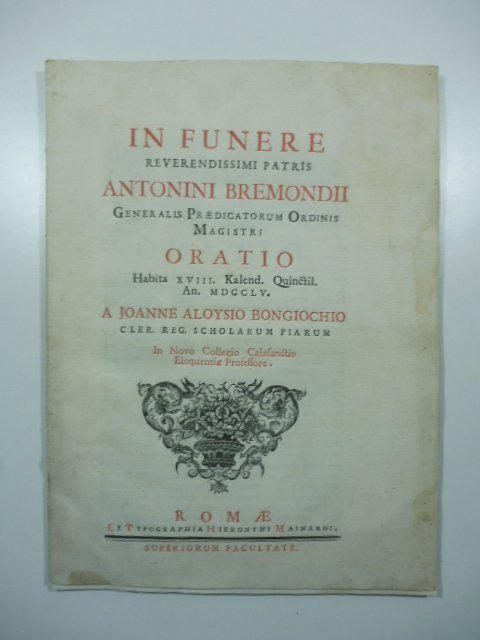 IN FUNERE
REVERENDISSIMI PATRIS
ANTONINI BREMONDII
GENERALIS PRÆDICATORUM ORDINIS
MAGISTRI
ORATIO
Habita XVIII. Kalend. Quinctil.
An. MDCCLV.
A JOANNE ALOYSIO BONGIOCHIO
CLER. REG. SCHOLARUM PIARUM
In Novo Collegio Calasanctio
Eloquentiæ Professore.
ROMÆ
EX TYPOGRAPHIA HIERONYMI MAINARDI.
SUPERIORUM FACULTATE.